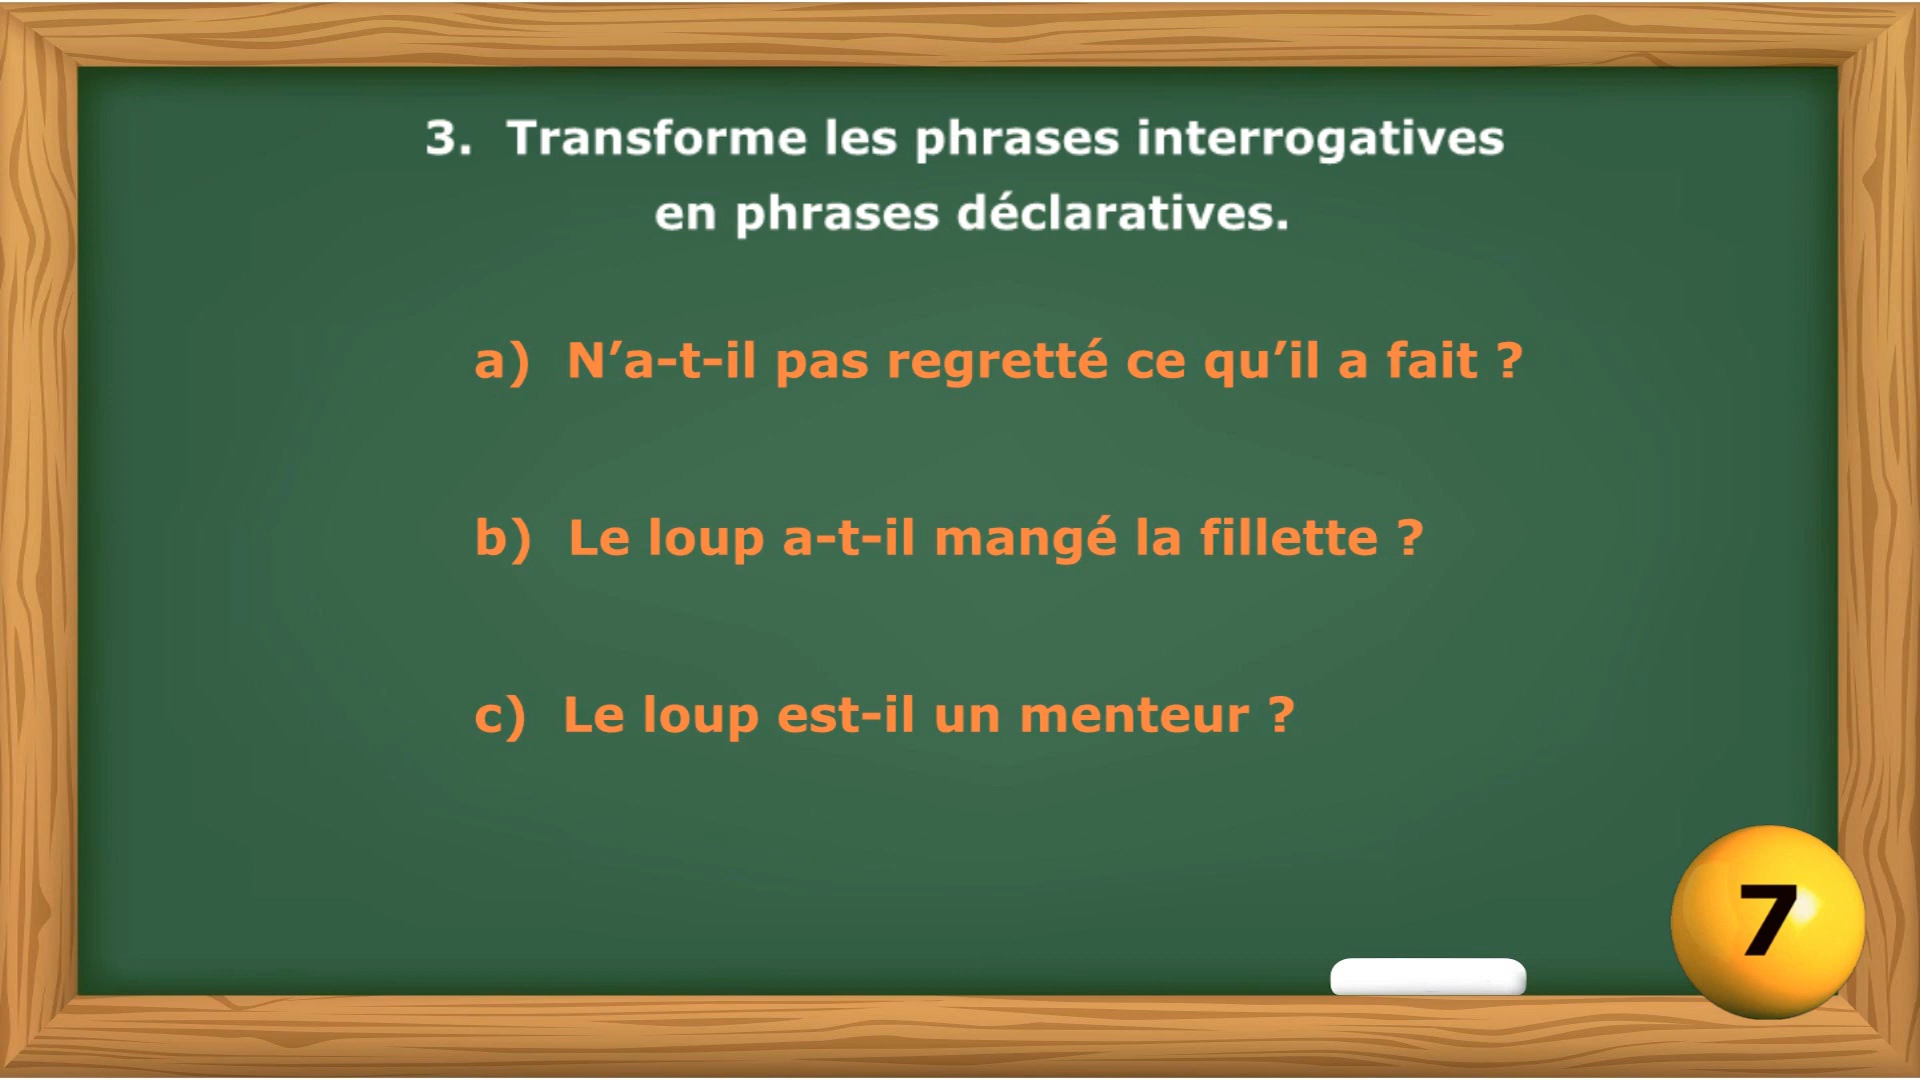 3. Transforme les phrases interrogatives
en phrases déclaratives.
a) N’a-t-il pas regretté ce qu’il a fait ?
b) Le loup a-t-il mangé la fillette ?
c) Le loup est-il un menteur ?
7